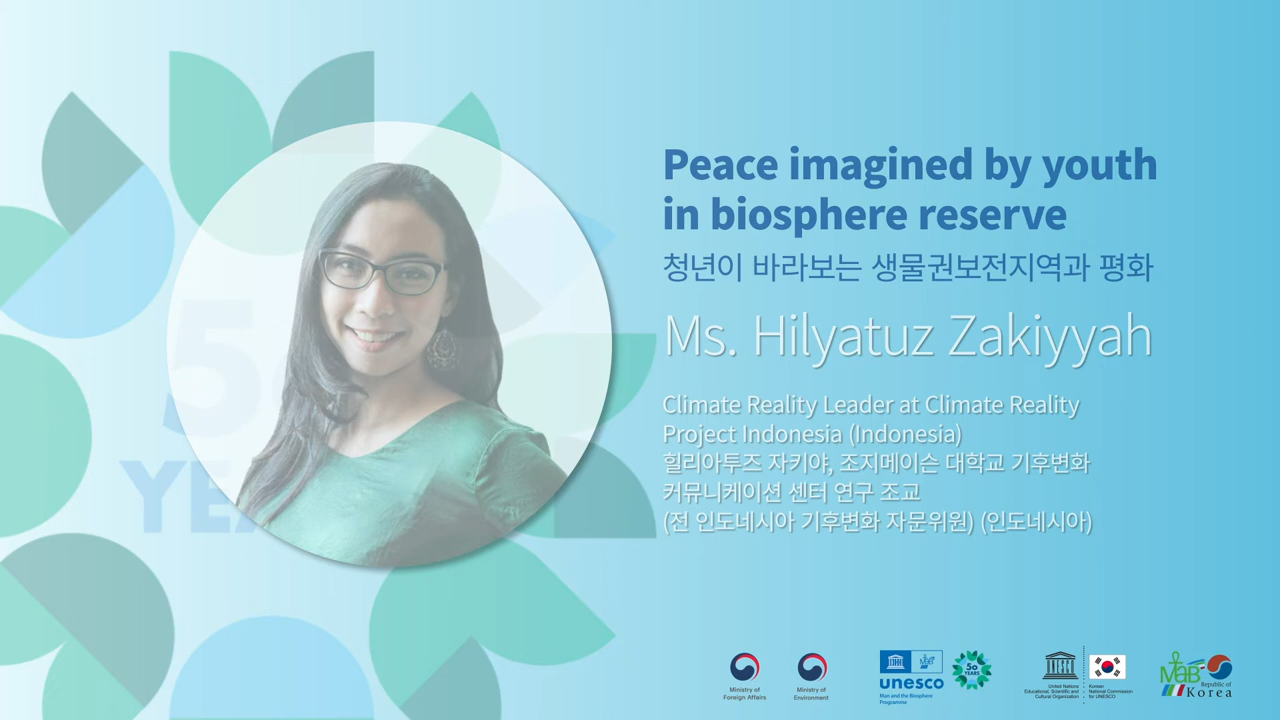 Peace imagined by youth
in biosphere reserve
청년이 바라보는 생물권보전지역과 평화
Ms. Hilyatuz Zakiyyah
Climate Reality Leader at Climate Reality
Project Indonesia (Indonesia)
힐리아투즈 자키야, 조지메이슨 대학교 기후변화
커뮤니케이션 센터 연구 조교
(전 인도네시아 기후변화 자문위원) (인도네시아)
50
YEA
Ministry of
Foreign Affairs
Ministry of
Environment
MAB
unesco
Man and the Biosphere
Programme
50
YEARS
United Nations
Educational, Scientific and
Cultural Organization
Korean
National Commission
for UNESCO
MAB
Republic of
Korea